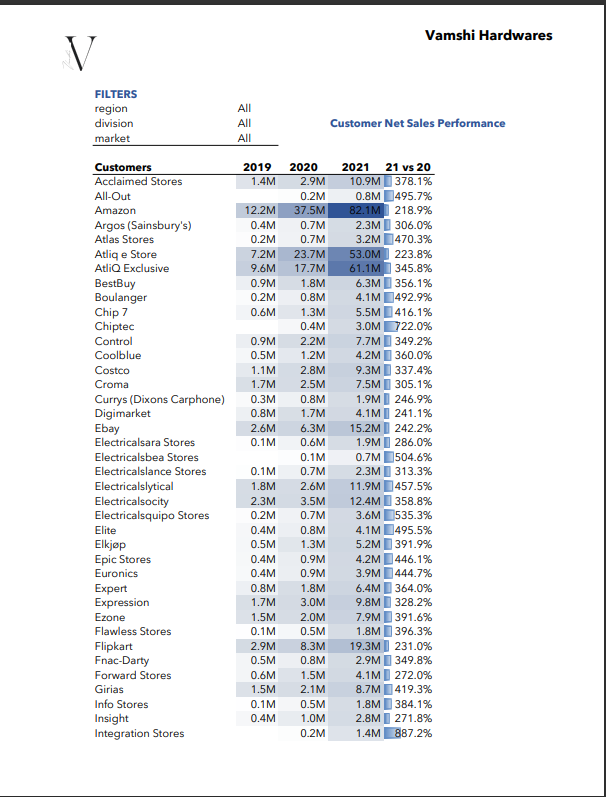 Vamshi Hardwares
V
FILTERS
region All
division All
market All
Customer Net Sales Performance
Customers 2019 2020 2021 21 vs 20
Acclaimed Stores 1.4M 2.9M 10.9M 378.1%
All-Out 0.2M 0.8M 495.7%
Amazon 12.2M 37.5M 82.1M 218.9%
Argos (Sainsbury's) 0.4M 0.7M 2.3M 306.0%
Atlas Stores 0.2M 0.7M 3.2M 470.3%
Atliq e Store 7.2M 23.7M 53.0M 223.8%
AtliQ Exclusive 9.6M 17.7M 61.1M 345.8%
BestBuy 0.9M 1.8M 6.3M 356.1%
Boulanger 0.2M 0.8M 4.1M 492.9%
Chip 7 0.6M 1.3M 5.5M 416.1%
Chiptec 0.4M 3.0M 722.0%
Control 0.9M 2.2M 7.7M 349.2%
Coolblue 0.5M 1.2M 4.2M 360.0%
Costco 1.1M 2.8M 9.3M 337.4%
Croma 1.7M 2.5M 7.5M 305.1%
Currys (Dixons Carphone) 0.3M 0.8M 1.9M 246.9%
Digimarket 0.8M 1.7M 4.1M 241.1%
Ebay 2.6M 6.3M 15.2M 242.2%
Electricalsara Stores 0.1M 0.6M 1.9M 286.0%
Electricalsbea Stores 0.1M 0.7M 504.6%
Electricalslance Stores 0.1M 0.7M 2.3M 313.3%
Electricalslytical 1.8M 2.6M 11.9M 457.5%
Electricalsocity 2.3M 3.5M 12.4M 358.8%
Electricalsquipo Stores 0.2M 0.7M 3.6M 535.3%
Elite 0.4M 0.8M 4.1M 495.5%
Elkjøp 0.5M 1.3M 5.2M 391.9%
Epic Stores 0.4M 0.9M 4.2M 446.1%
Euronics 0.4M 0.9M 3.9M 444.7%
Expert 0.8M 1.8M 6.4M 364.0%
Expression 1.7M 3.0M 9.8M 328.2%
Ezone 1.5M 2.0M 7.9M 391.6%
Flawless Stores 0.1M 0.5M 1.8M 396.3%
Flipkart 2.9M 8.3M 19.3M 231.0%
Fnac-Darty 0.5M 0.8M 2.9M 349.8%
Forward Stores 0.6M 1.5M 4.1M 272.0%
Girias 1.5M 2.1M 8.7M 419.3%
Info Stores 0.1M 0.5M 1.8M 384.1%
Insight 0.4M 1.0M 2.8M 271.8%
Integration Stores 0.2M 1.4M 887.2%